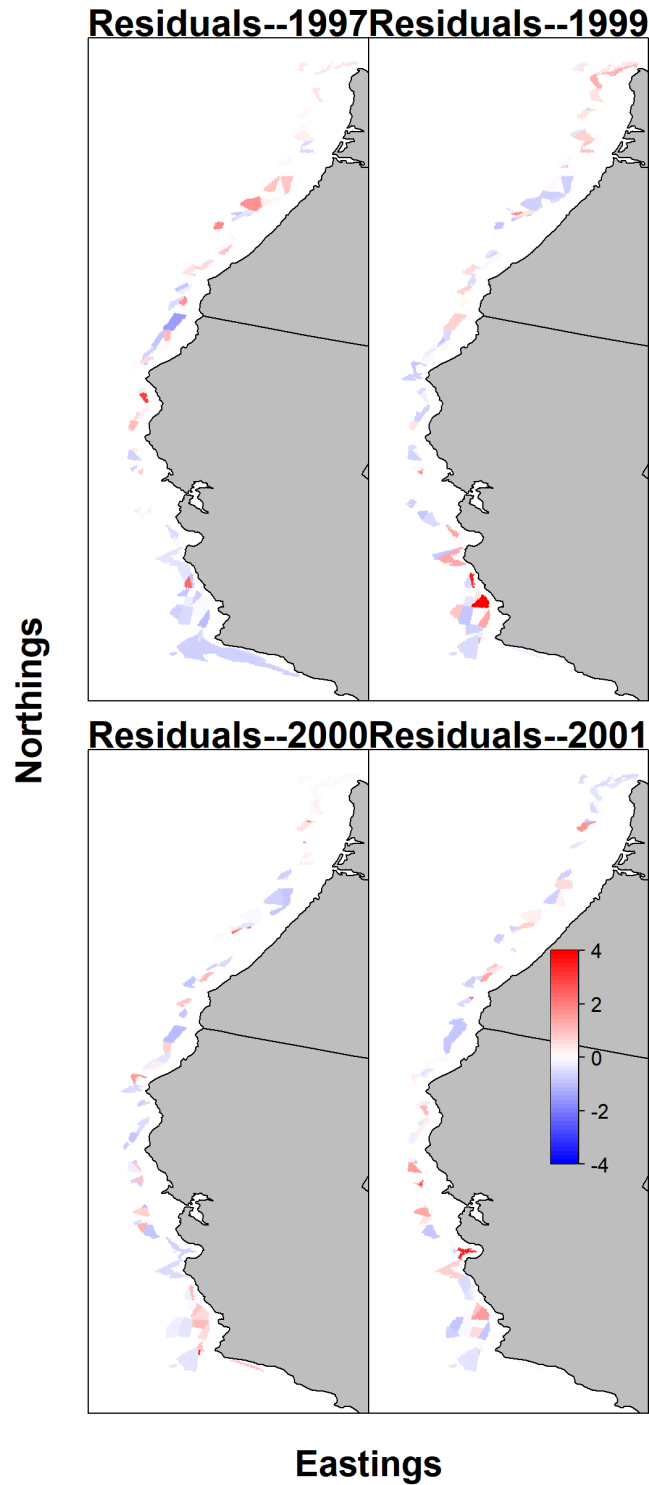 Residuals--1997
Residuals--1999
Northings
Residuals--2000
Residuals--2001
4
2
0
-2
-4
Eastings